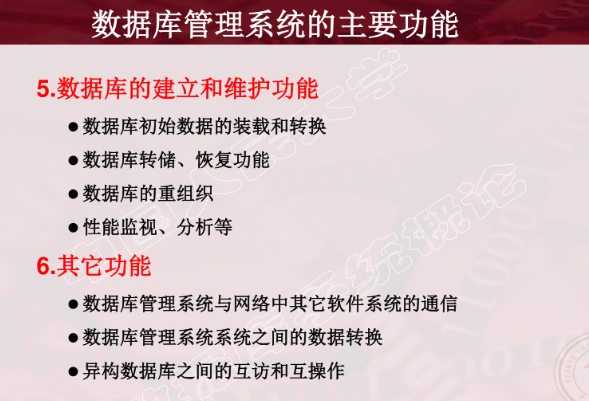 数据库管理系统的主要功能
5.数据库的建立和维护功能
●数据库初始数据的装载和转换
●数据库转储、恢复功能
●数据库的重组织
●性能监视、分析等
6.其它功能
●数据库管理系统与网络中其它软件系统的通信
●数据库管理系统系统之间的数据转换
●异构数据库之间的互访和互操作